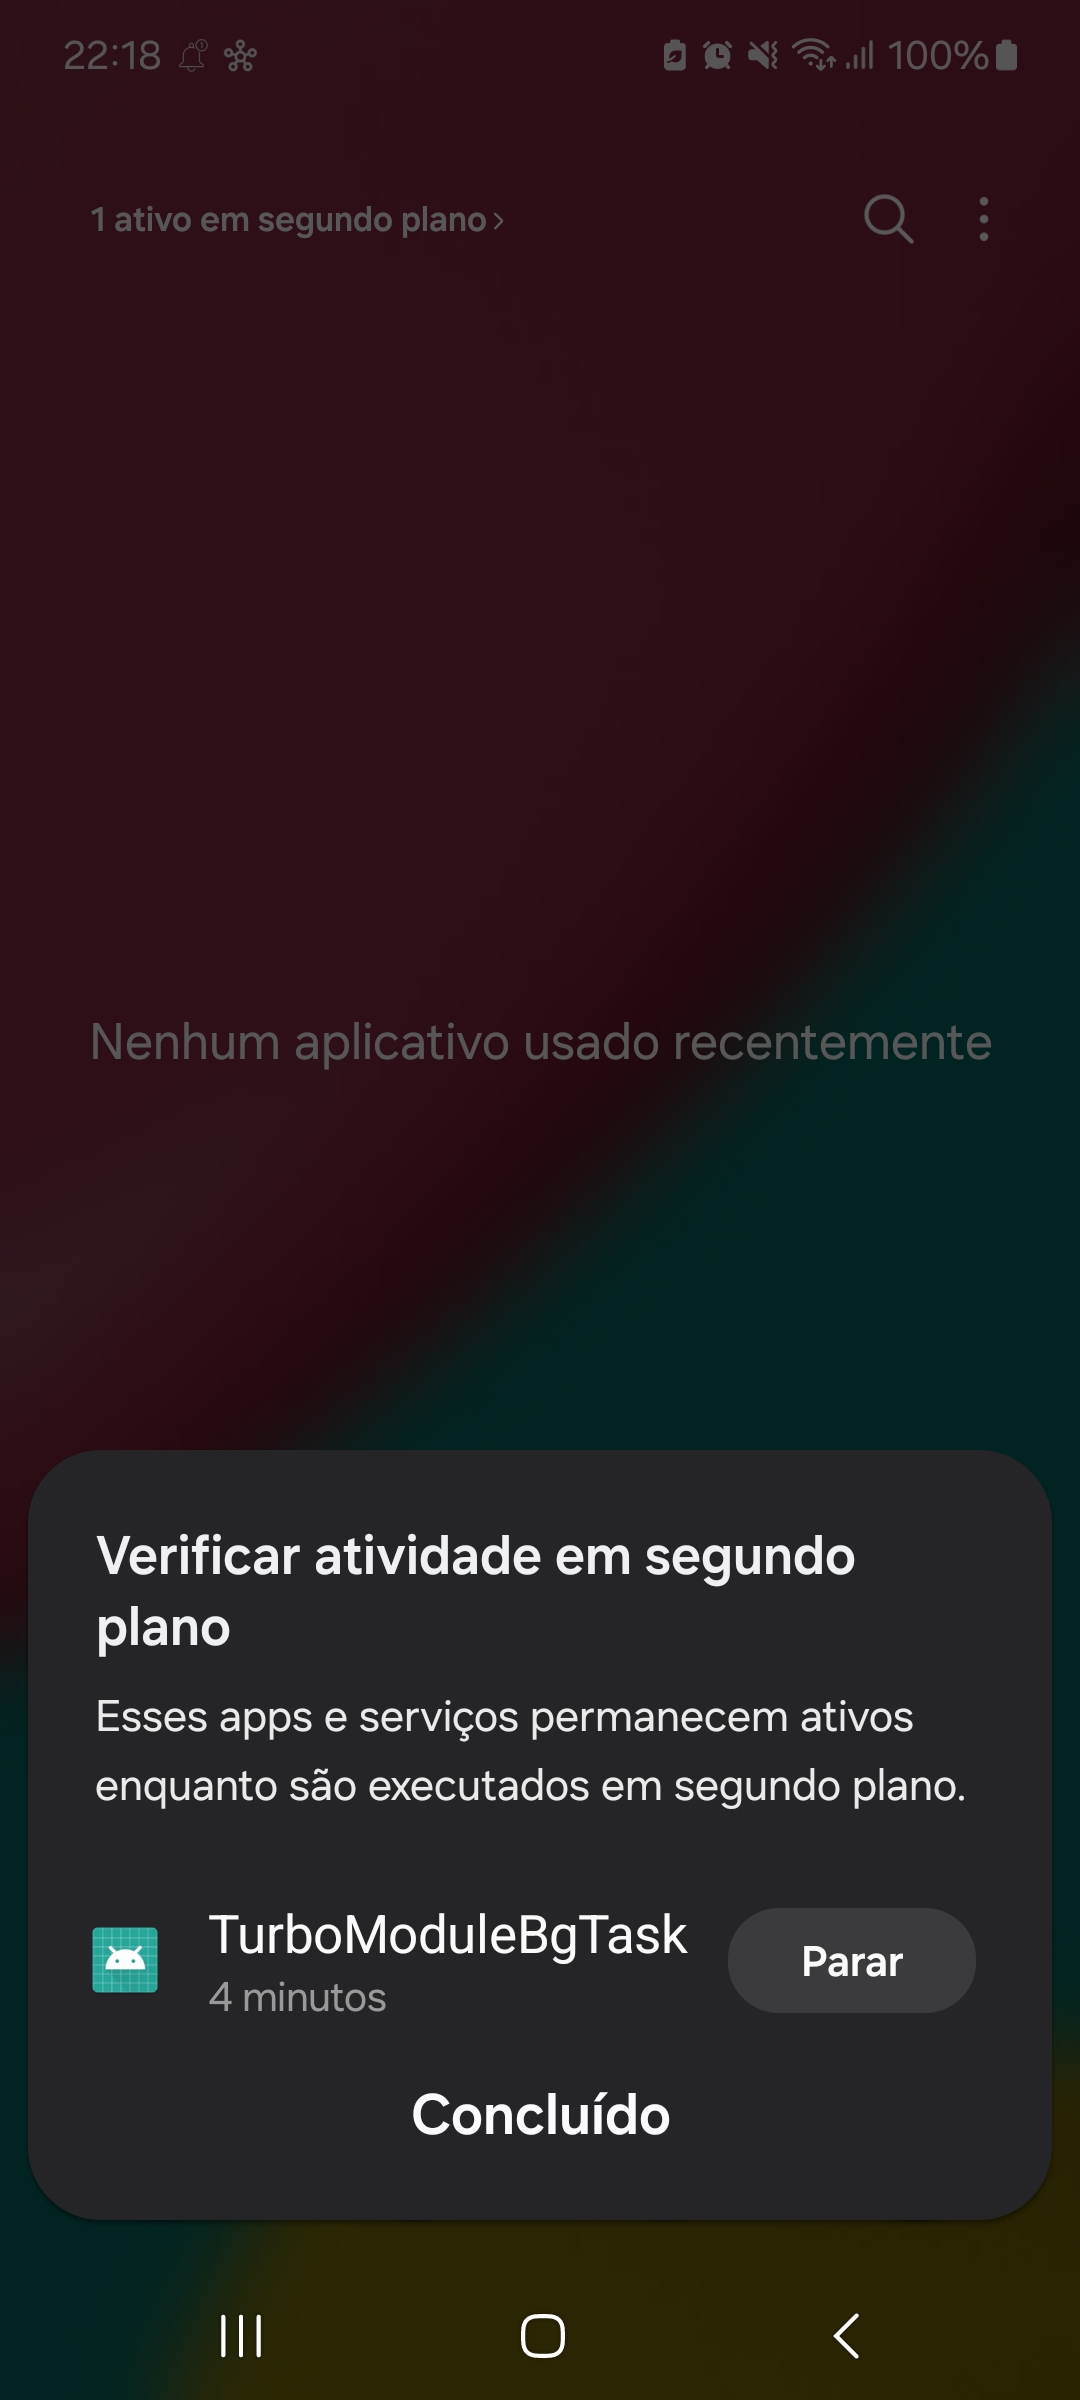 22:18
100%
1 ativo em segundo plano
Nenhum aplicativo usado recentemente
Verificar atividade em segundo
plano
Esses apps e serviços permanecem ativos
enquanto são executados em segundo plano.
TurboModuleBgTask
4 minutos
Parar
Concluído